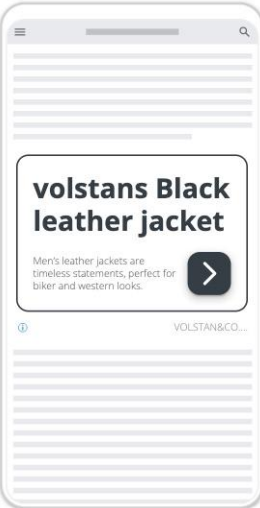 volstans Black
leather jacket
Men's leather jackets are
timeless statements, perfect for
biker and western looks.
VOLSTAN&CO....